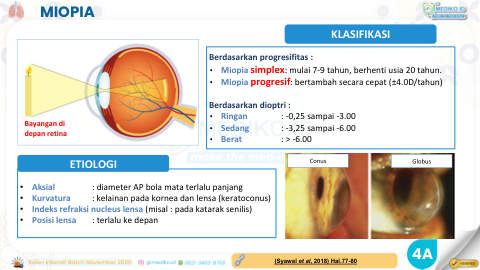 MIOPIA
KLASIFIKASI
Berdasarkan progresifitas :
• Miopia simplex: mulai 7-9 tahun, berhenti usia 20 tahun.
• Miopia progresif: bertambah secara cepat (±4.0D/tahun)
Berdasarkan dioptri :
• Ringan : -0,25 sampai -3.00
• Sedang : -3,25 sampai -6.00
• Berat : > -6.00
Bayangan di
depan retina
ETIOLOGI
• Aksial : diameter AP bola mata terlalu panjang
• Kurvatura : kelainan pada kornea dan lensa (keratoconus)
• Indeks refraksi nucleus lensa (misal : pada katarak senilis)
• Posisi lensa : terlalu ke depan
Conus
Globus
4A
(Syawal et al, 2018) Hal.77-80